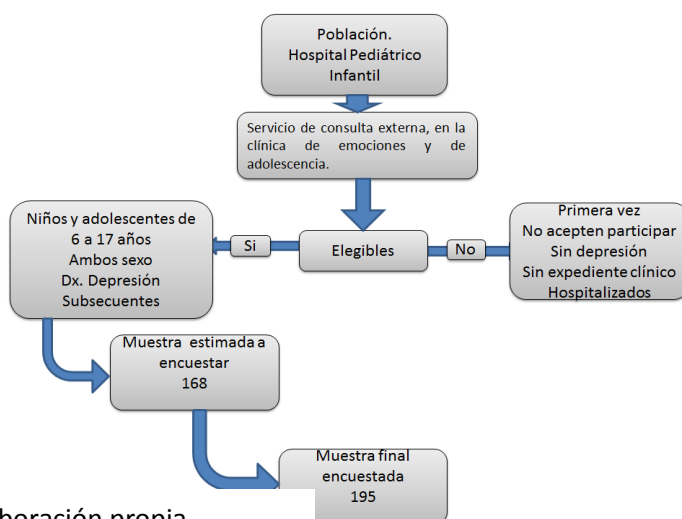 Población.
Hospital Pediátrico
Infantil
Servicio de consulta externa, en la
clínica de emociones y de
adolescencia.
Niños y adolescentes de
6 a 17 años
Ambos sexo
Dx. Depresión
Subsecuentes
Si
Elegibles
No
Primera vez
No acepten participar
Sin depresión
Sin expediente clínico
Hospitalizados
Muestra estimada a
encuestar
168
Muestra final
encuestada
195
propia